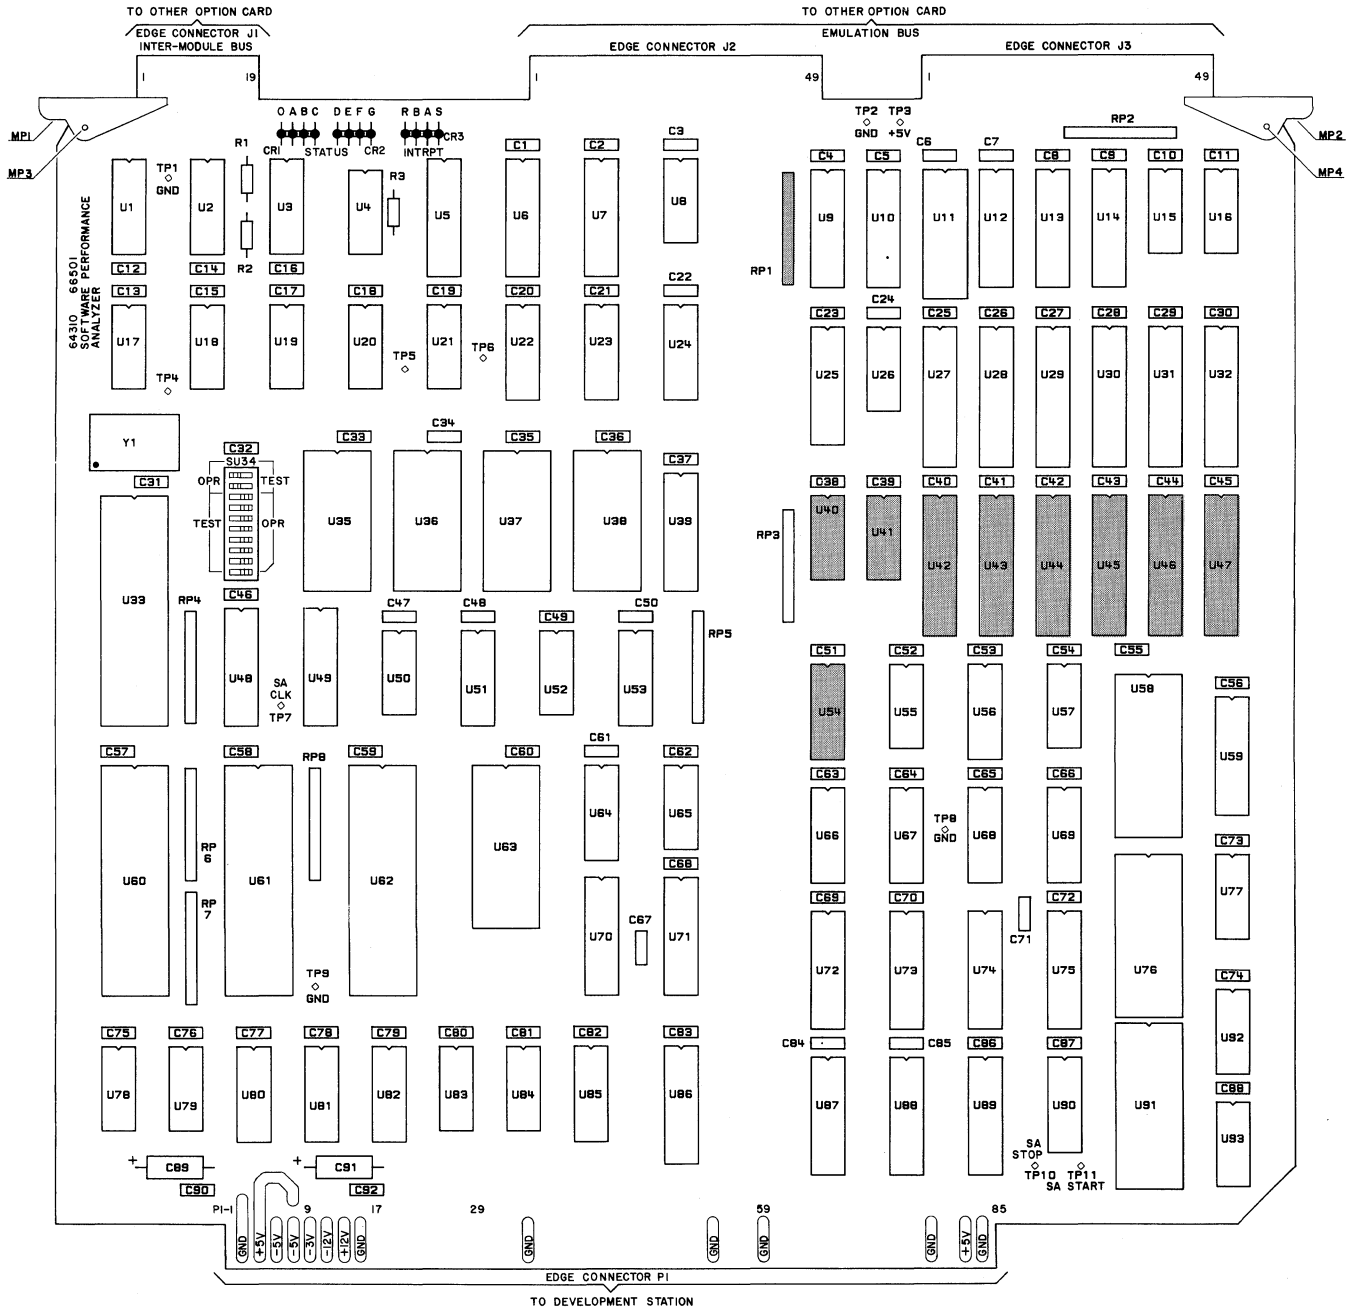 TO OTHER OPTION CARD
TO OTHER OPTION CARD
EDGE CONNECTOR J1
INTER-MODULE BUS
EMULATION BUS
EDGE CONNECTOR J2
EDGE CONNECTOR J3
1 19 1 49 1 49
O A B C D E F G R B A S
CR1 STATUS CR2 INTRPT CR3
TP2 GND
TP3 +5V
RP2
MP1
MP3
MP2
MP4
R1 C1 C2 C3 C4 C5 C6 C7 C8 C9 C10 C11
TP1
GND
U1 U2 U3 U4 R3 U5 U6 U7 U8 U9 U10 U11 U12 U13 U14 U15 U16
R2
RP1
64310 66501
SOFTWARE PERFORMANCE
ANALYZER
C12 C14 C16
C13 C15 C17 C18 C19 C20 C21 C22 C23 C24 C25 C26 C27 C28 C29 C30
U17 U18 U19 U20 U21 U22 U23 U24 U25 U26 U27 U28 U29 U30 U31 U32
TP4
TP5
TP6
Y1
C32 C33 C34 C35 C36 C37
SU34
OPR TEST
TEST OPR
C31
C38 C39 C40 C41 C42 C43 C44 C45
U35 U36 U37 U38 U39 RP3 U40 U41 U42 U43 U44 U45 U46 U47
U33 RP4
C46 C47 C48 C49 C50
RP5
U48 U49 U50 U51 U52 U53
SA
CLK
TP7
C51 C52 C53 C54 C55 C56
U54 U55 U56 U57 U58 U59
C57 C58 RP8 C59 C60 C61 C62 C63 C64 C65 C66
U64 U65 U66 U67 TP8 GND U68 U69
RP
6
U60 U61 U62 U63
RP
7
C68 C69 C70 C71 C72 C73
U77
C67
U70 U71 U72 U73 U74 U75 U76
TP9
GND
C74
C75 C76 C77 C78 C79 C80 C81 C82 C83 C84 C85 C86 C87
U92
C88
U78 U79 U80 U81 U82 U83 U84 U85 U86 U87 U88 U89 U90 U91 U93
+ C89 + C91
C90 C92
SA
STOP
TP10 TP11
SA START
P1-1 9 17 29 59 85
GND +5V -5V -5V -3V -12V +12V GND GND GND GND GND +5V GND
EDGE CONNECTOR P1
TO DEVELOPMENT STATION